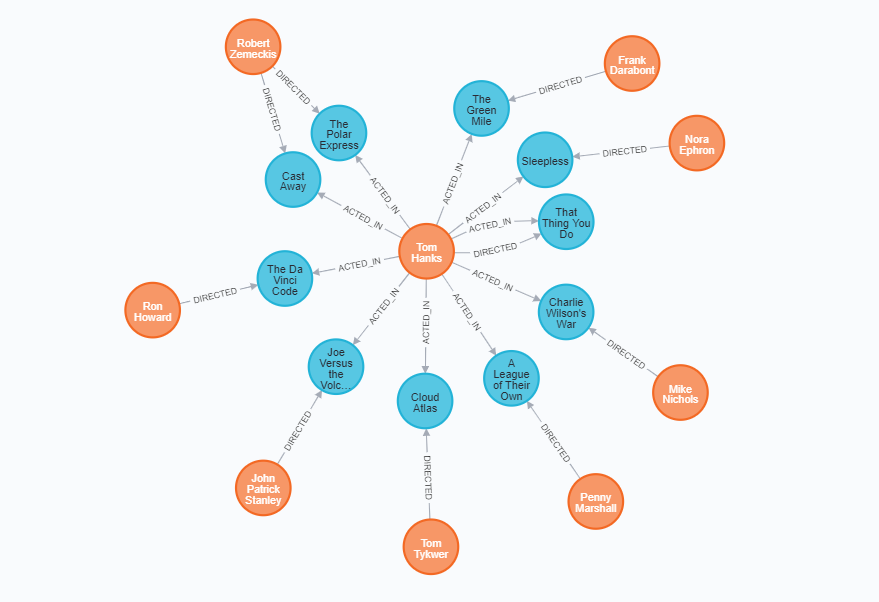 Robert
Zemeckis
DIRECTED
DIRECTED
The
Polar
Express
Cast
Away
ACTED_IN
ACTED_IN
The
Green
Mile
DIRECTED
Frank
Darabont
ACTED_IN
Sleepless
DIRECTED
Nora
Ephron
ACTED_IN
That
Thing You
Do
ACTED_IN
DIRECTED
Tom
Hanks
ACTED_IN
The Da
Vinci
Code
DIRECTED
Ron
Howard
ACTED_IN
Charlie
Wilson's
War
DIRECTED
Mike
Nichols
ACTED_IN
Joe
Versus
the
Volc...
DIRECTED
John
Patrick
Stanley
ACTED_IN
Cloud
Atlas
DIRECTED
Tom
Tykwer
ACTED_IN
A
League
of Their
Own
DIRECTED
Penny
Marshall